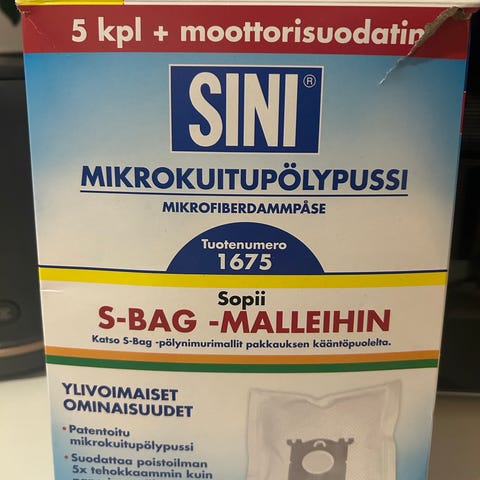 5 kpl + moottorisuodatin
SINI®
MIKROKUITUPÖLYPUSSI
MIKROFIBERDAMMPÅSE
Tuotenumero
1675
Sopii
S-BAG -MALLEIHIN
Katso S-Bag -pölynimurimallit pakkauksen kääntöpuolelta.
YLIVOIMAISET
OMINAISUUDET
• Patentoitu
mikrokuitupölypussi
• Suodattaa poistoilman
5x tehokkaammin kuin